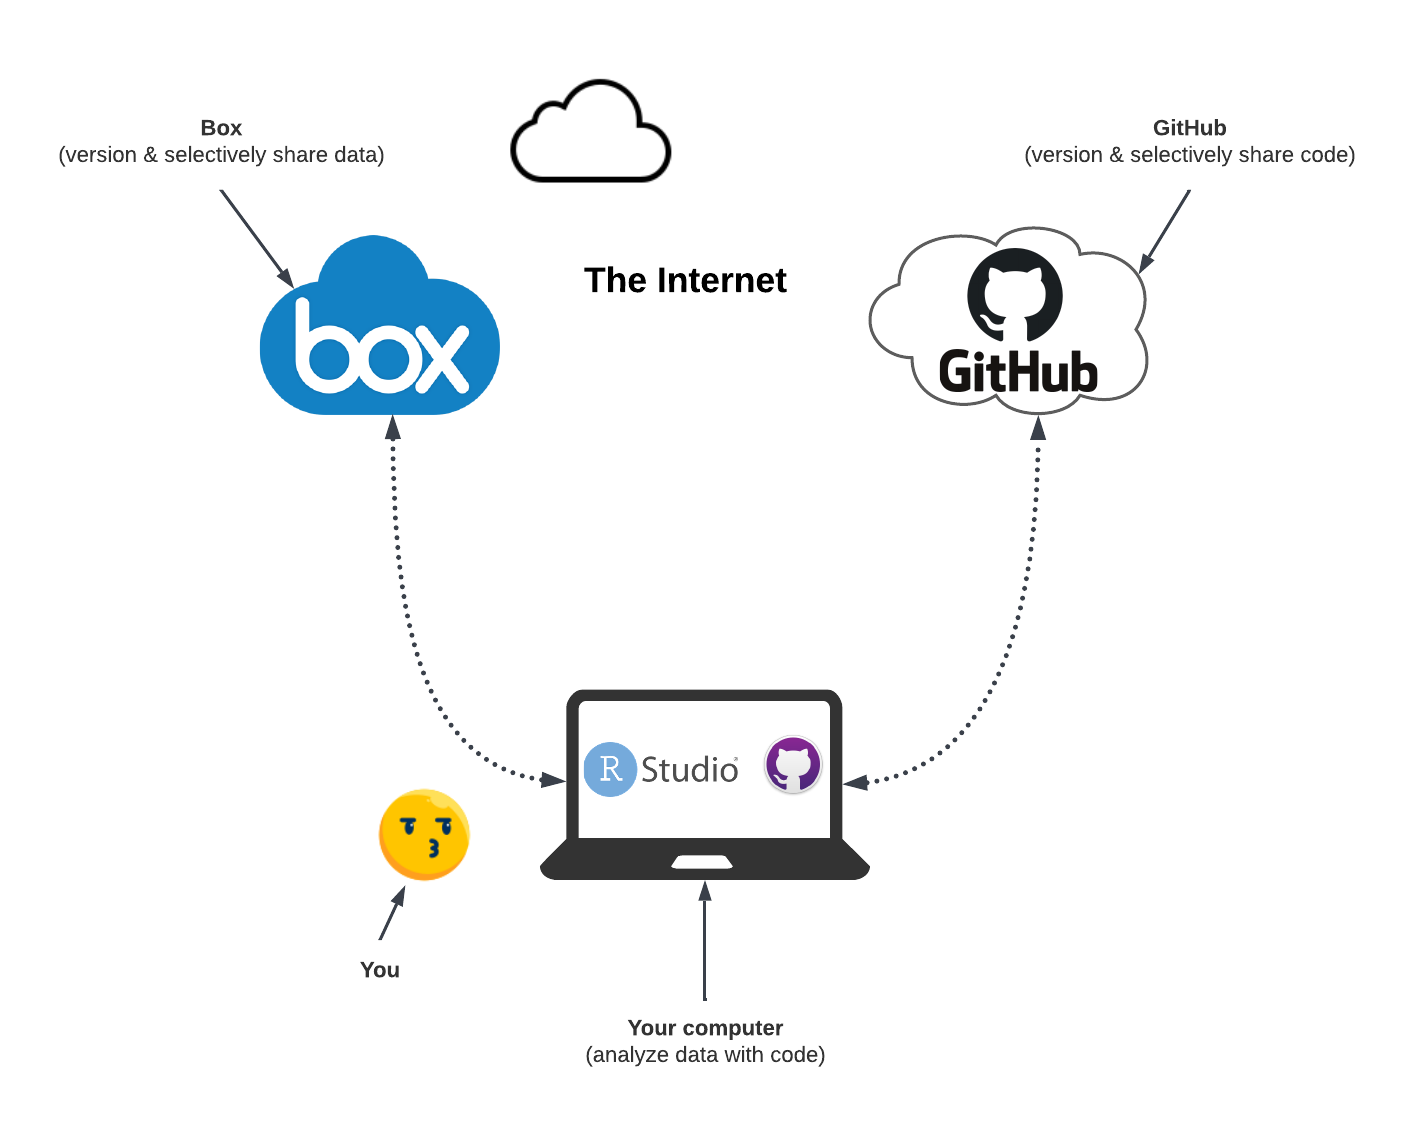 Box
(version & selectively share data)
GitHub
(version & selectively share code)
The Internet
box
GitHub
R Studio
You
Your computer
(analyze data with code)